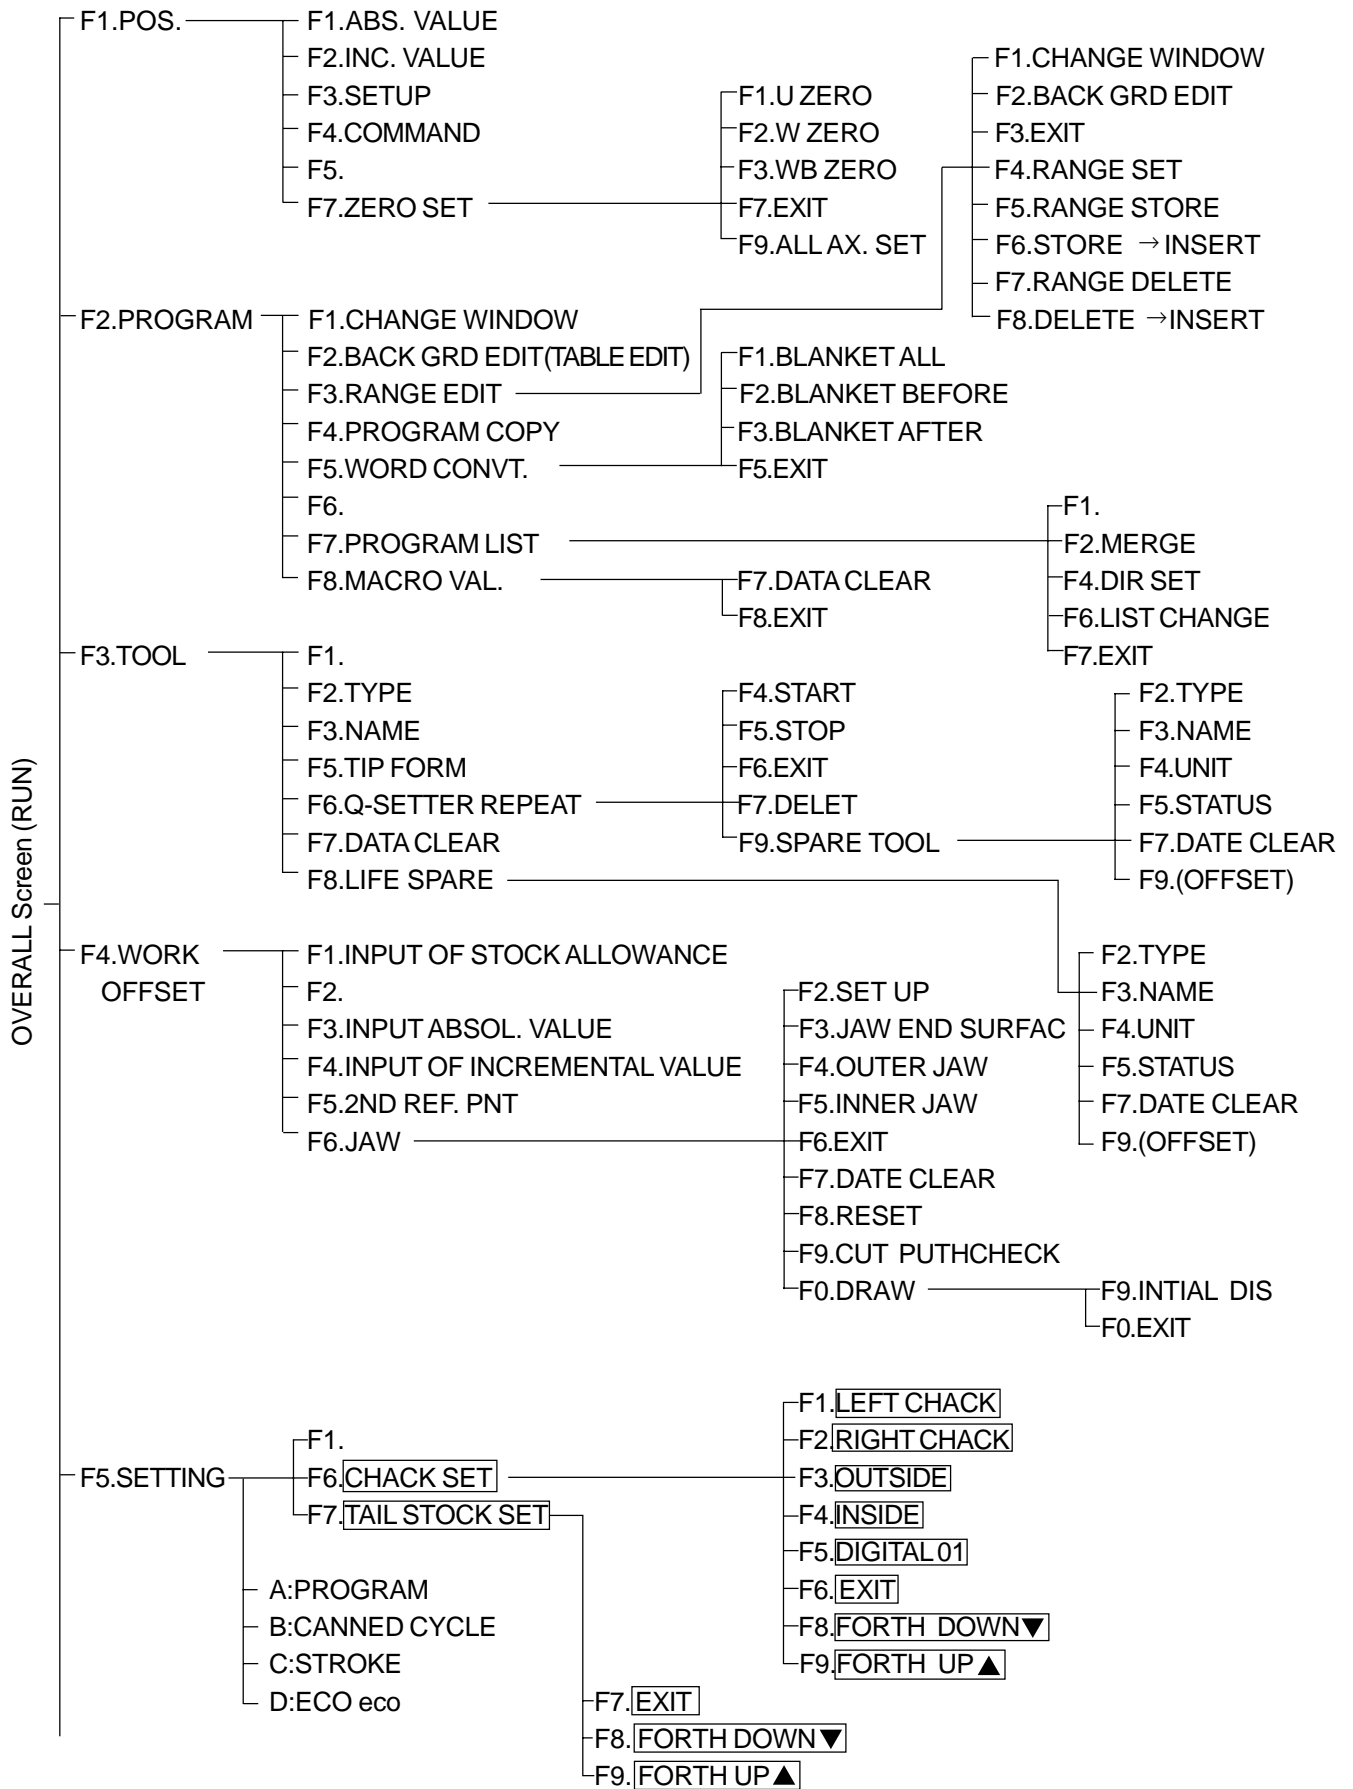 OVERALL Screen (RUN)
F1.POS.
F1.ABS. VALUE
F2.INC. VALUE
F3.SETUP
F4.COMMAND
F5.
F7.ZERO SET
F1.U ZERO
F2.W ZERO
F3.WB ZERO
F7.EXIT
F9.ALL AX. SET
F2.PROGRAM
F1.CHANGE WINDOW
F2.BACK GRD EDIT(TABLE EDIT)
F3.RANGE EDIT
F1.CHANGE WINDOW
F2.BACK GRD EDIT
F3.EXIT
F4.RANGE SET
F5.RANGE STORE
F6.STORE →INSERT
F7.RANGE DELETE
F8.DELETE →INSERT
F4.PROGRAM COPY
F5.WORD CONVT.
F1.BLANKET ALL
F2.BLANKET BEFORE
F3.BLANKET AFTER
F5.EXIT
F6.
F7.PROGRAM LIST
F1.
F2.MERGE
F4.DIR SET
F6.LIST CHANGE
F7.EXIT
F8.MACRO VAL.
F7.DATA CLEAR
F8.EXIT
F3.TOOL
F1.
F2.TYPE
F3.NAME
F5.TIP FORM
F6.Q-SETTER REPEAT
F4.START
F5.STOP
F6.EXIT
F7.DELET
F9.SPARE TOOL
F2.TYPE
F3.NAME
F4.UNIT
F5.STATUS
F7.DATE CLEAR
F9.(OFFSET)
F7.DATA CLEAR
F8.LIFE SPARE
F2.TYPE
F3.NAME
F4.UNIT
F5.STATUS
F7.DATE CLEAR
F9.(OFFSET)
F4.WORK
OFFSET
F1.INPUT OF STOCK ALLOWANCE
F2.
F3.INPUT ABSOL. VALUE
F4.INPUT OF INCREMENTAL VALUE
F5.2ND REF. PNT
F6.JAW
F2.SET UP
F3.JAW END SURFAC
F4.OUTER JAW
F5.INNER JAW
F6.EXIT
F7.DATE CLEAR
F8.RESET
F9.CUT PUTHCHECK
F0.DRAW
F9.INTIAL DIS
F0.EXIT
F5.SETTING
F1.
F6.CHACK SET
F1.LEFT CHACK
F2.RIGHT CHACK
F3.OUTSIDE
F4.INSIDE
F5.DIGITAL 01
F6.EXIT
F8.FORTH DOWN▼
F9.FORTH UP▲
F7.TAIL STOCK SET
F7.EXIT
F8.FORTH DOWN▼
F9.FORTH UP▲
A:PROGRAM
B:CANNED CYCLE
C:STROKE
D:ECO eco